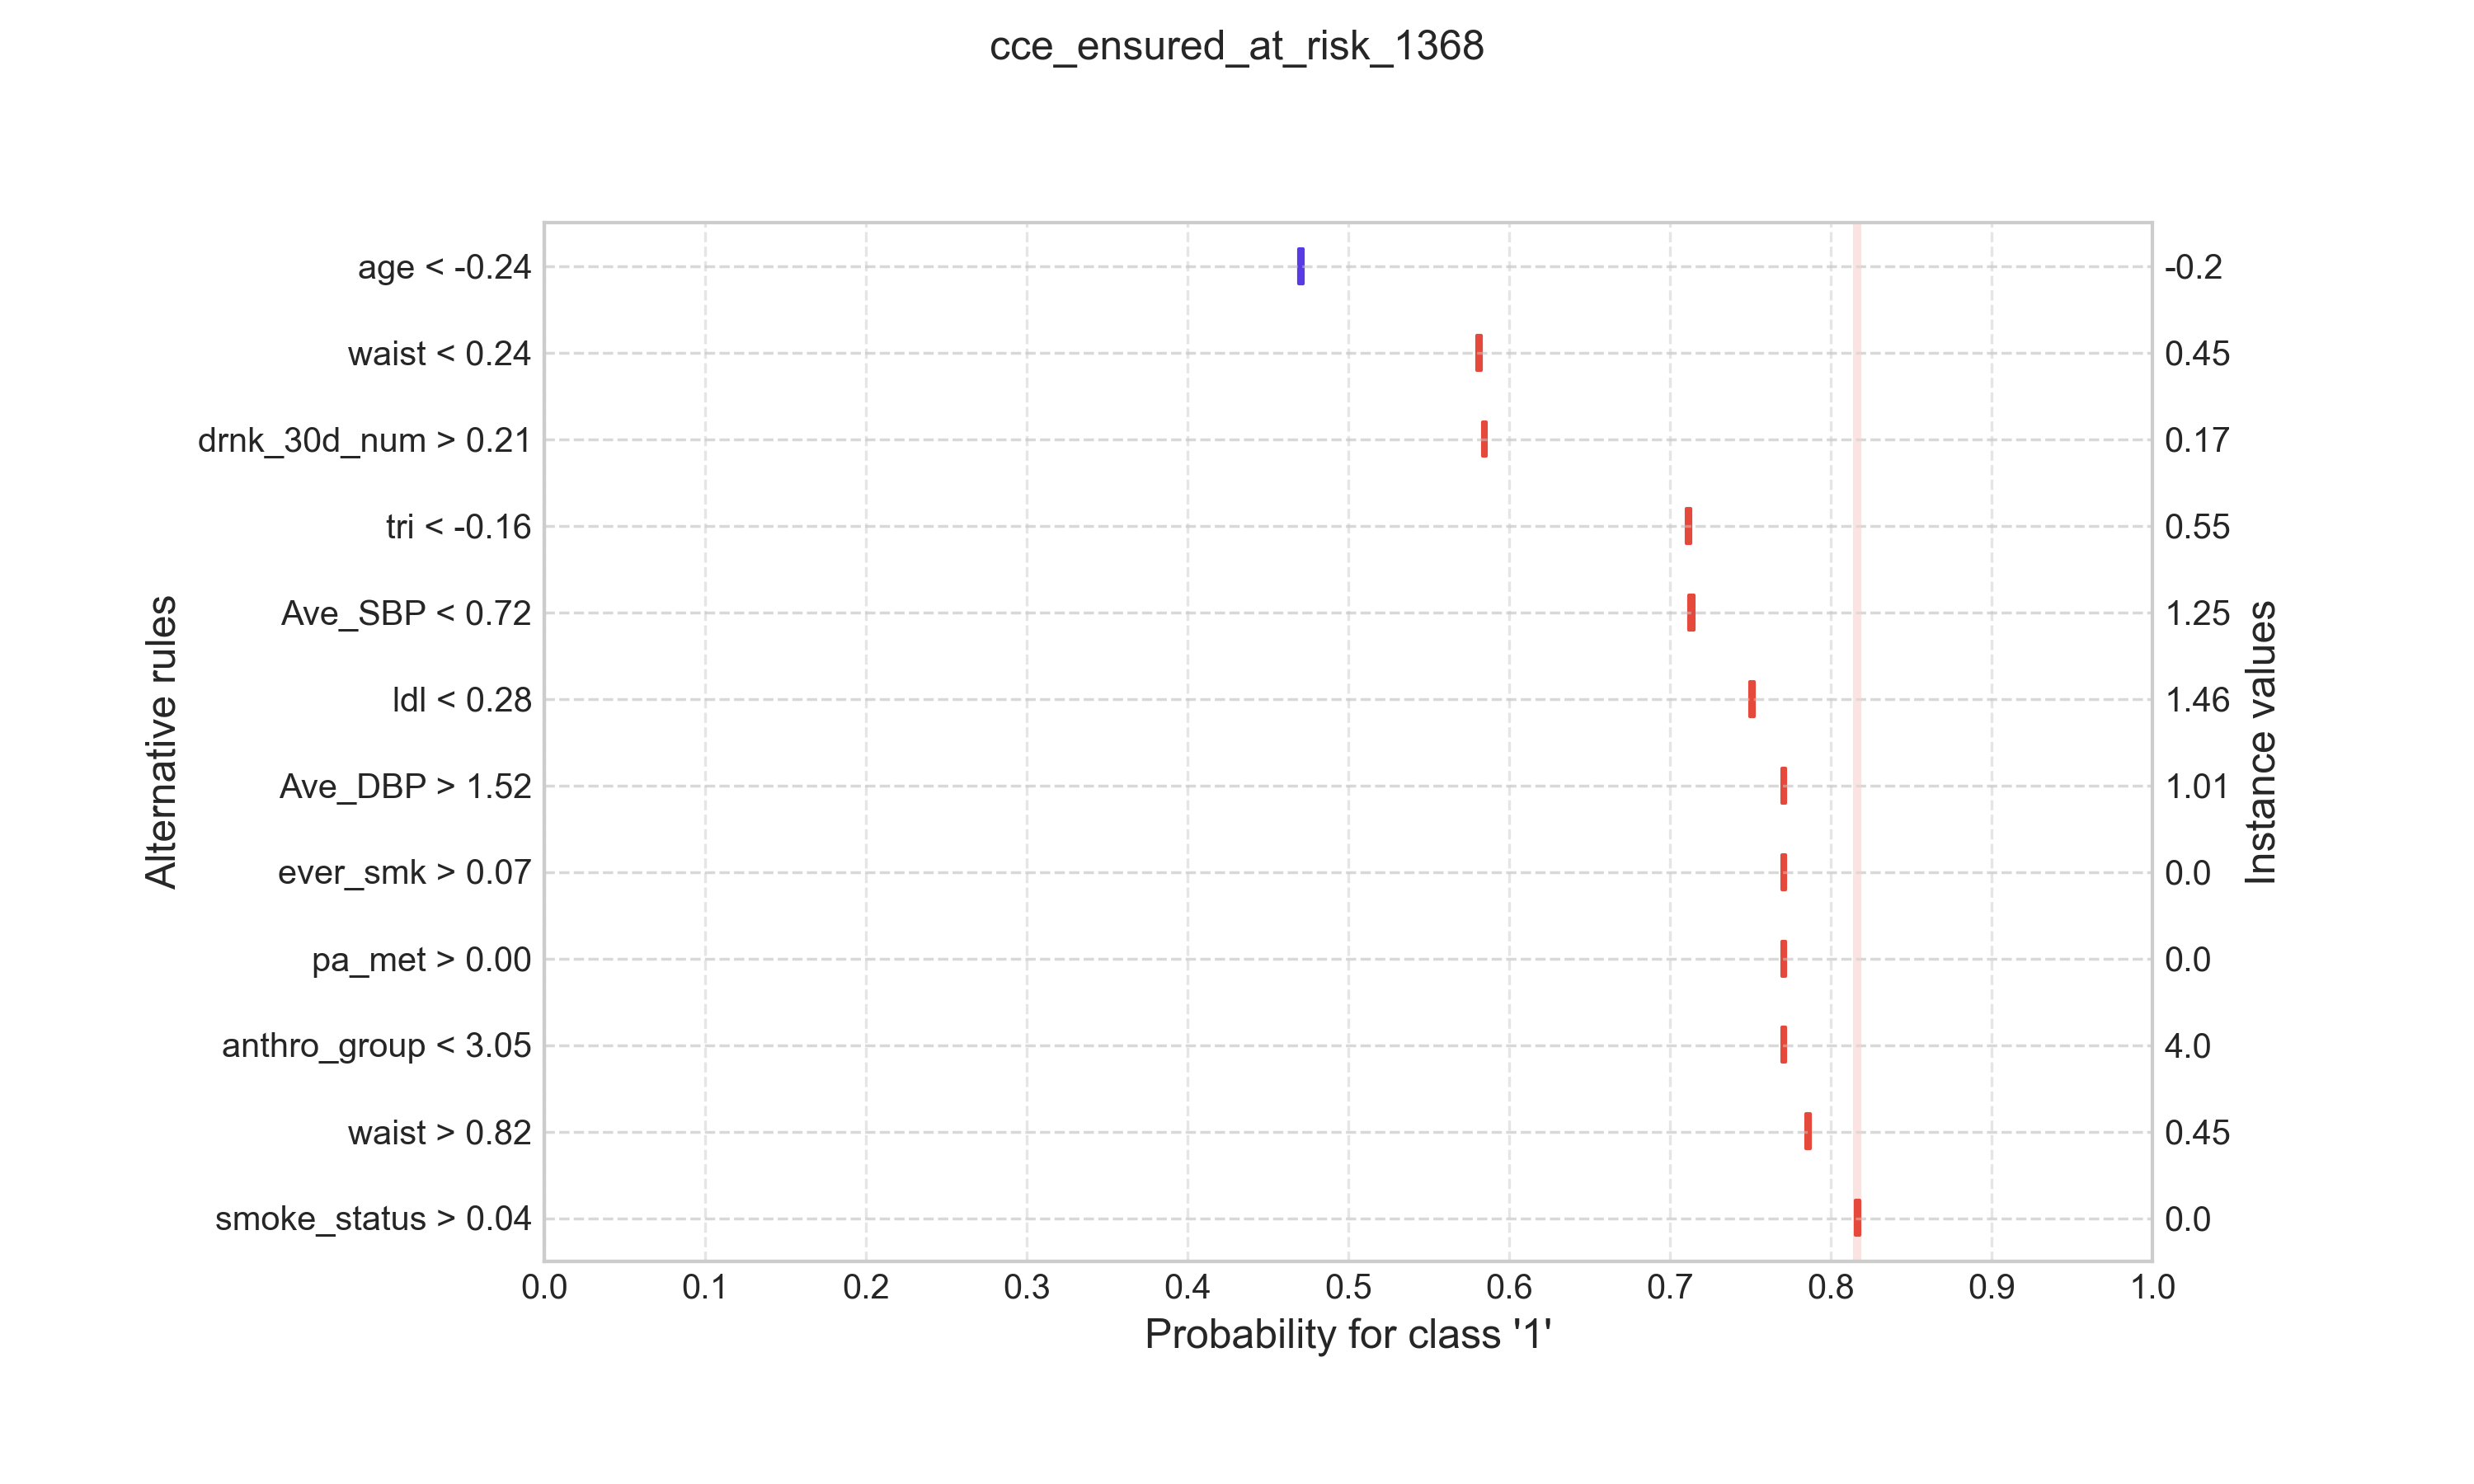 cce_ensured_at_risk_1368
age < -0.24 -0.2
waist < 0.24 0.45
drnk_30d_num > 0.21 0.17
tri < -0.16 0.55
Ave_SBP < 0.72 1.25
ldl < 0.28 1.46
Ave_DBP > 1.52 1.01
ever_smk > 0.07 0.0
pa_met > 0.00 0.0
anthro_group < 3.05 4.0
waist > 0.82 0.45
smoke_status > 0.04 0.0
Alternative rules
Instance values
0.0 0.1 0.2 0.3 0.4 0.5 0.6 0.7 0.8 0.9 1.0
Probability for class '1'